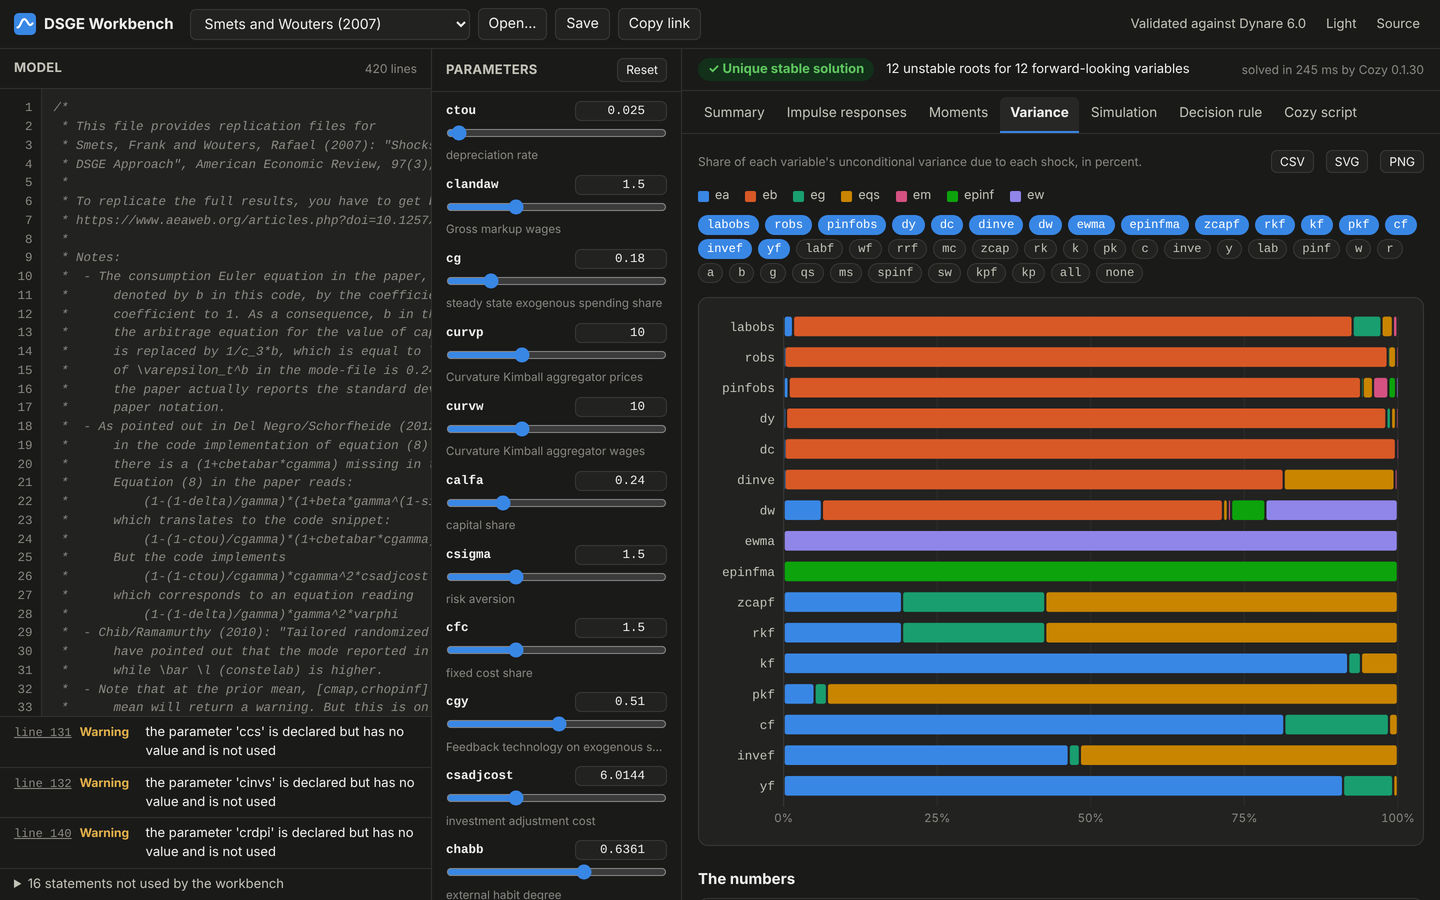 DSGE Workbench
Smets and Wouters (2007)
Open...
Save
Copy link
Validated against Dynare 6.0
Light
Source
MODEL
420 lines
1 /*
2 * This file provides replication files for
3 * Smets, Frank and Wouters, Rafael (2007): "Shocks
4 * DSGE Approach", American Economic Review, 97(3),
5 *
6 * To replicate the full results, you have to get
7 * https://www.aeaweb.org/articles.php?doi=10.1257/
8 *
9 * Notes:
10 * - The consumption Euler equation in the paper,
11 * denoted by b in this code, by the coeffici
12 * coefficient to 1. As a consequence, b in th
13 * the arbitrage equation for the value of cap
14 * is replaced by 1/c_3*b, which is equal to
15 * of \varepsilon_t^b in the mode-file is 0.24
16 * the paper actually reports the standard dev
17 * paper notation.
18 * - As pointed out in Del Negro/Schorfheide (2012
19 * in the code implementation of equation (8)
20 * there is a (1+cbetabar*cgamma) missing in
21 * Equation (8) in the paper reads:
22 * (1-(1-delta)/gamma)*(1+beta*gamma^(1-si
23 * which translates to the code snippet:
24 * (1-(1-ctou)/cgamma)*(1+cbetabar*cgamma
25 * But the code implements
26 * (1-(1-ctou)/cgamma)*cgamma^2*csadjcost
27 * which corresponds to an equation reading
28 * (1-(1-delta)/gamma)*gamma^2*varphi
29 * - Chib/Ramamurthy (2010): "Tailored randomized
30 * have pointed out that the mode reported in
31 * while \bar \l (constelab) is higher.
32 * - Note that at the prior mean, [cmap,crhopinf]
33 * mean will return a warning. But this is on
line 131 Warning the parameter 'ccs' is declared but has no
value and is not used
line 132 Warning the parameter 'cinvs' is declared but has no
value and is not used
line 140 Warning the parameter 'crdpi' is declared but has no
value and is not used
▶ 16 statements not used by the workbench
PARAMETERS
Reset
ctou 0.025
depreciation rate
clandaw 1.5
Gross markup wages
cg 0.18
steady state exogenous spending share
curvp 10
Curvature Kimball aggregator prices
curvw 10
Curvature Kimball aggregator wages
calfa 0.24
capital share
csigma 1.5
risk aversion
cfc 1.5
fixed cost share
cgy 0.51
Feedback technology on exogenous s...
csadjcost 6.0144
investment adjustment cost
chabb 0.6361
external habit degree
✓ Unique stable solution
12 unstable roots for 12 forward-looking variables
solved in 245 ms by Cozy 0.1.30
Summary
Impulse responses
Moments
Variance
Simulation
Decision rule
Cozy script
Share of each variable's unconditional variance due to each shock, in percent.
CSV
SVG
PNG
ea eb eg eqs em epinf ew
labobs robs pinfobs dy dc dinve dw ewma epinfma zcapf rkf kf pkf cf
invef yf labf wf rrf mc zcap rk k pk c inve y lab pinf w r
a b g qs ms spinf sw kpf kp all none
labobs
robs
pinfobs
dy
dc
dinve
dw
ewma
epinfma
zcapf
rkf
kf
pkf
cf
invef
yf
0% 25% 50% 75% 100%
The numbers